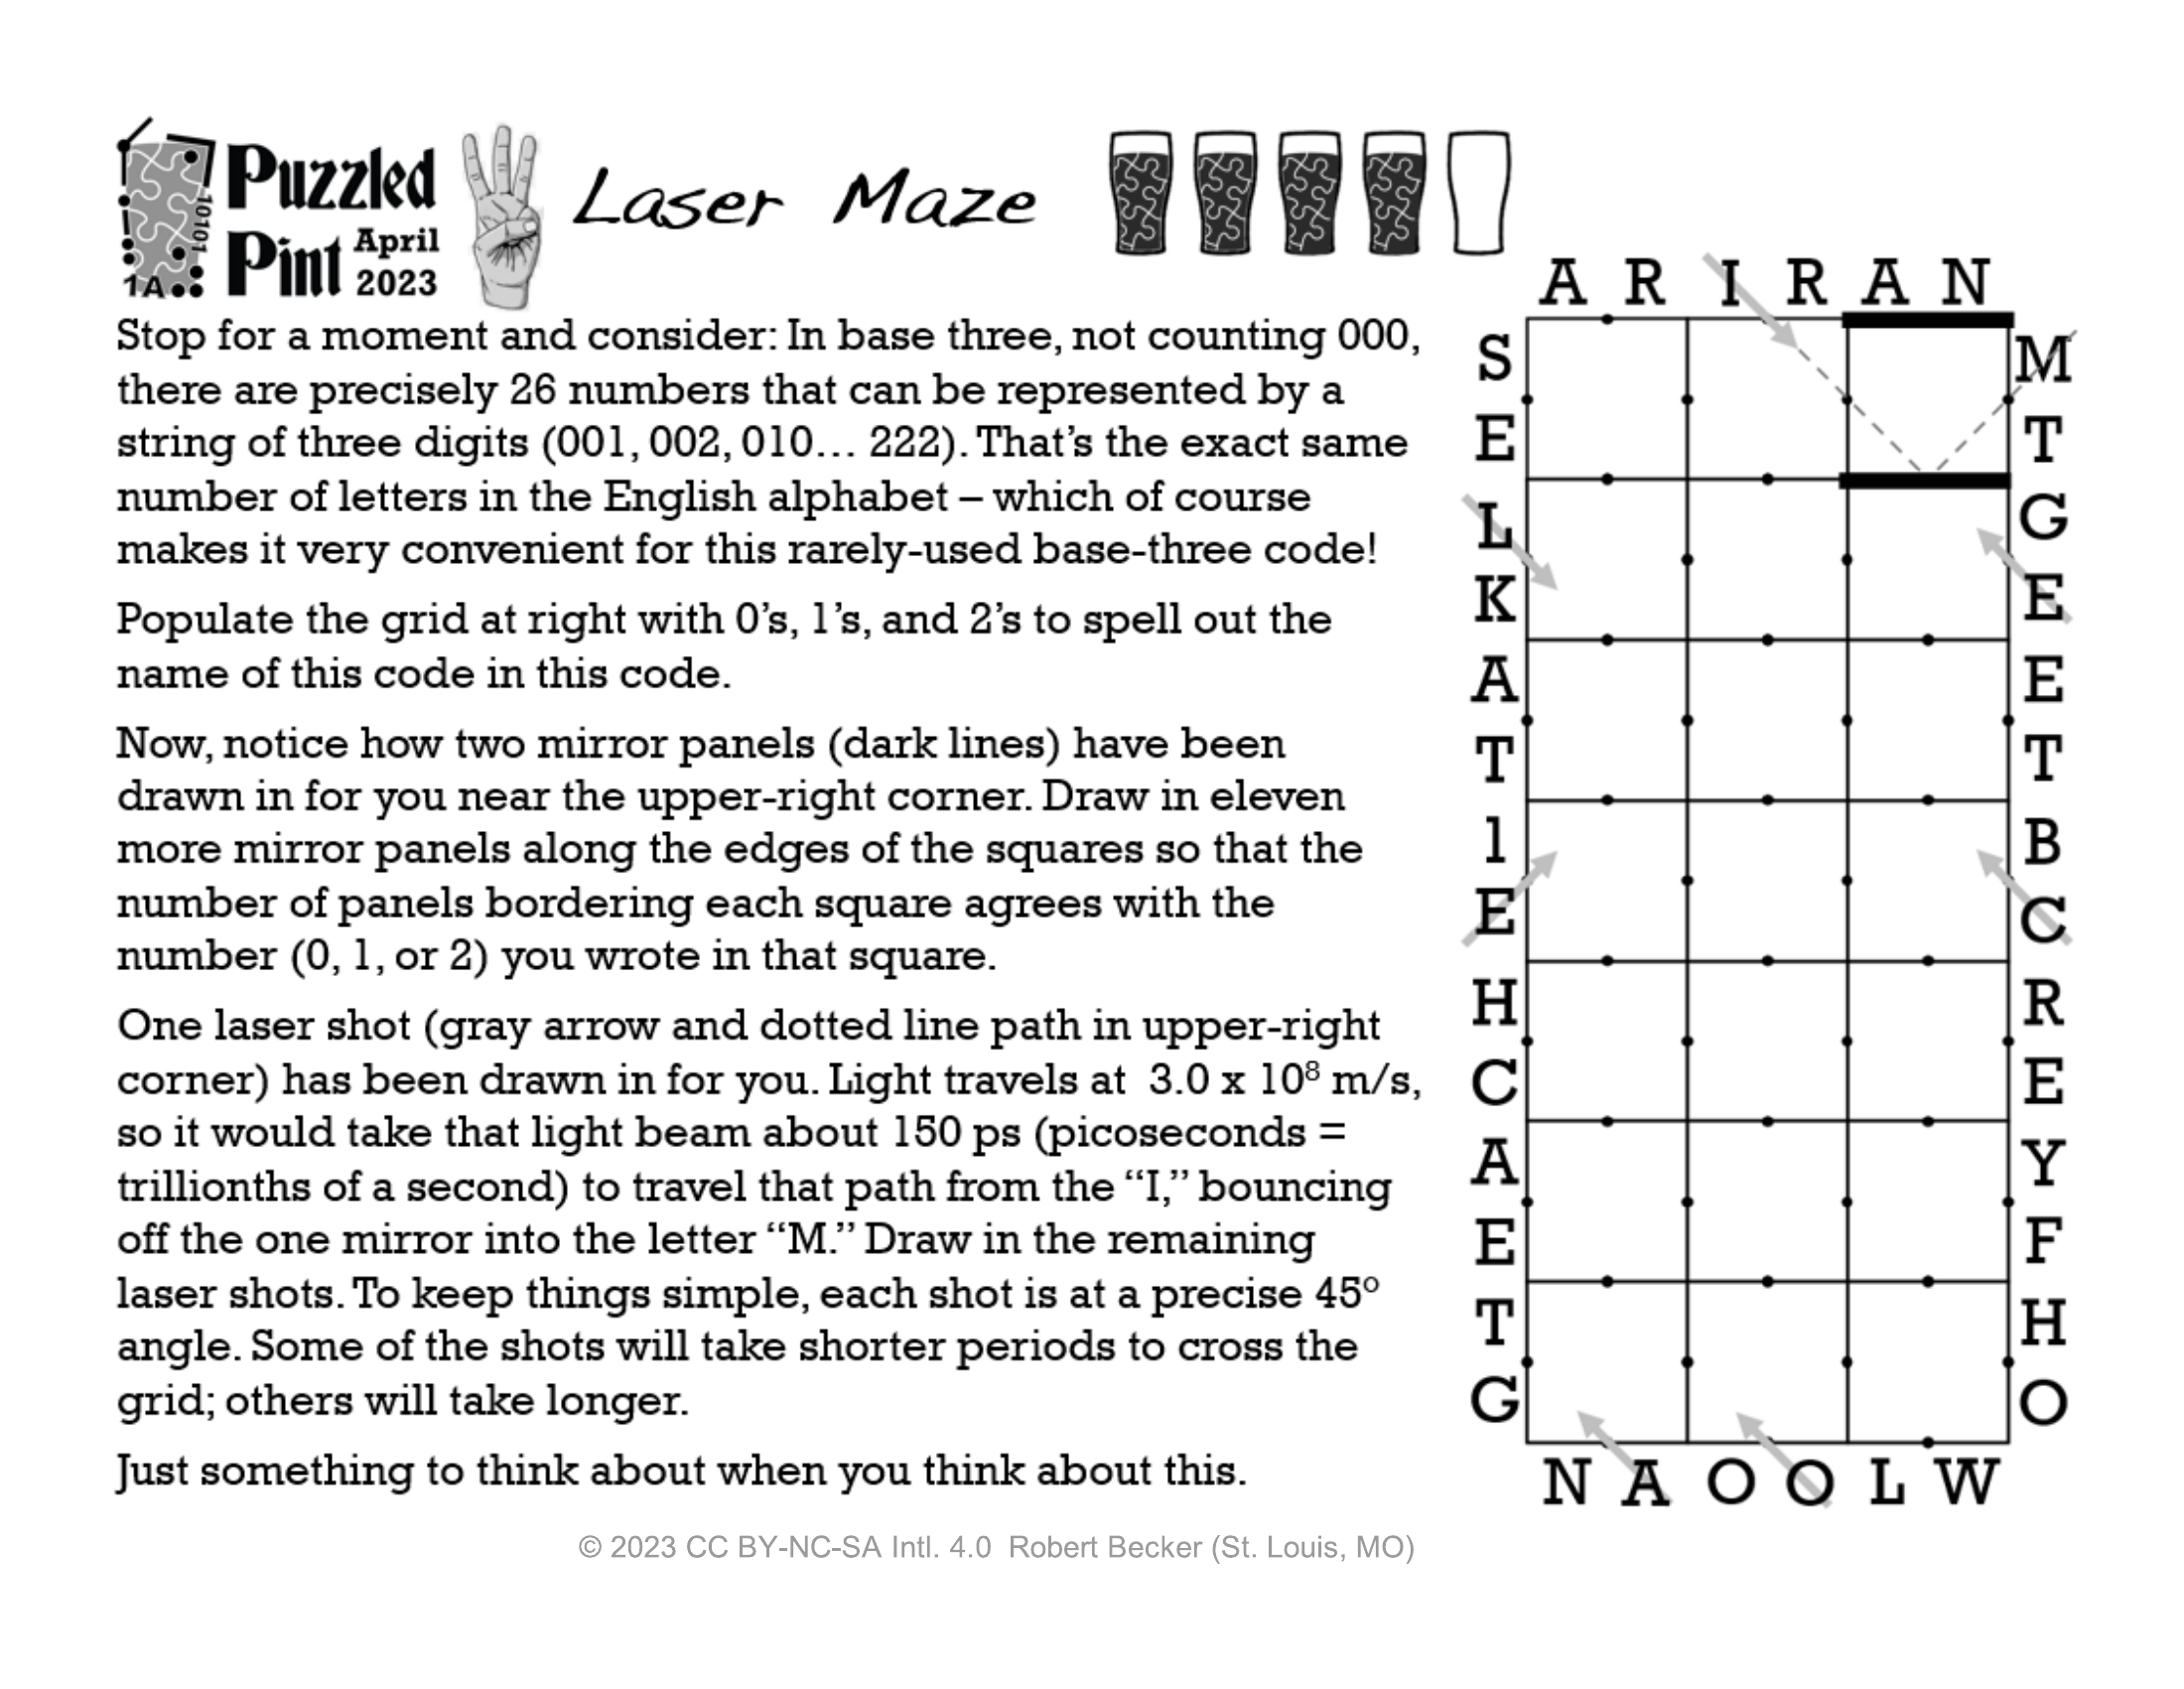 Puzzled
Pint April
2023
10101
1A
Laser Maze
Stop for a moment and consider: In base three, not counting 000,
there are precisely 26 numbers that can be represented by a
string of three digits (001, 002, 010… 222). That’s the exact same
number of letters in the English alphabet – which of course
makes it very convenient for this rarely-used base-three code!
Populate the grid at right with 0’s, 1’s, and 2’s to spell out the
name of this code in this code.
Now, notice how two mirror panels (dark lines) have been
drawn in for you near the upper-right corner. Draw in eleven
more mirror panels along the edges of the squares so that the
number of panels bordering each square agrees with the
number (0, 1, or 2) you wrote in that square.
One laser shot (gray arrow and dotted line path in upper-right
corner) has been drawn in for you. Light travels at 3.0 x 10⁸ m/s,
so it would take that light beam about 150 ps (picoseconds =
trillionths of a second) to travel that path from the “I,” bouncing
off the one mirror into the letter “M.” Draw in the remaining
laser shots. To keep things simple, each shot is at a precise 45º
angle. Some of the shots will take shorter periods to cross the
grid; others will take longer.
Just something to think about when you think about this.
A R I R A N
S
E
L
K
A
T
l
E
H
C
A
E
T
G
M
T
G
E
E
T
B
C
R
E
Y
F
H
O
N A O O L W
© 2023 CC BY-NC-SA Intl. 4.0 Robert Becker (St. Louis, MO)